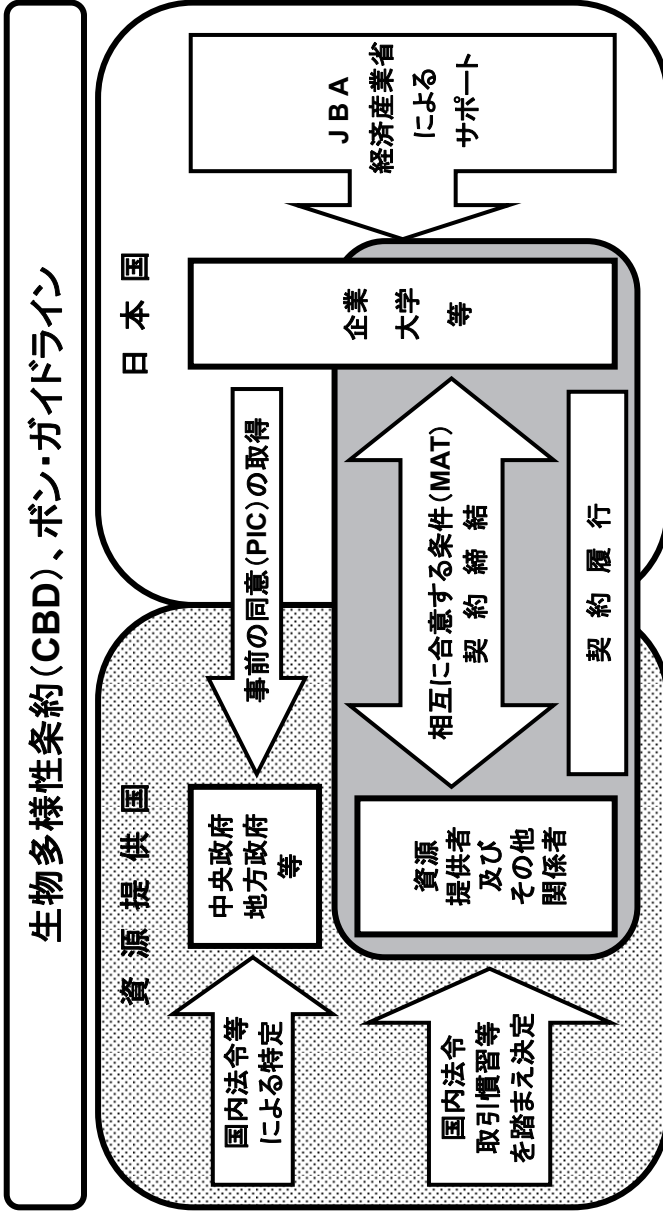 生物多様性条約(CBD)、ボン・ガイドライン
資源提供国
日本国
国内法令等
による特定
中央政府
地方政府
等
事前の同意(PIC)の取得
国内法令
取引慣習等
を踏まえ決定
資源
提供者
及び
その他
関係者
相互に合意する条件(MAT)
契約締結
契約履行
企業
大学
等
JBA
経済産業省
による
サポート